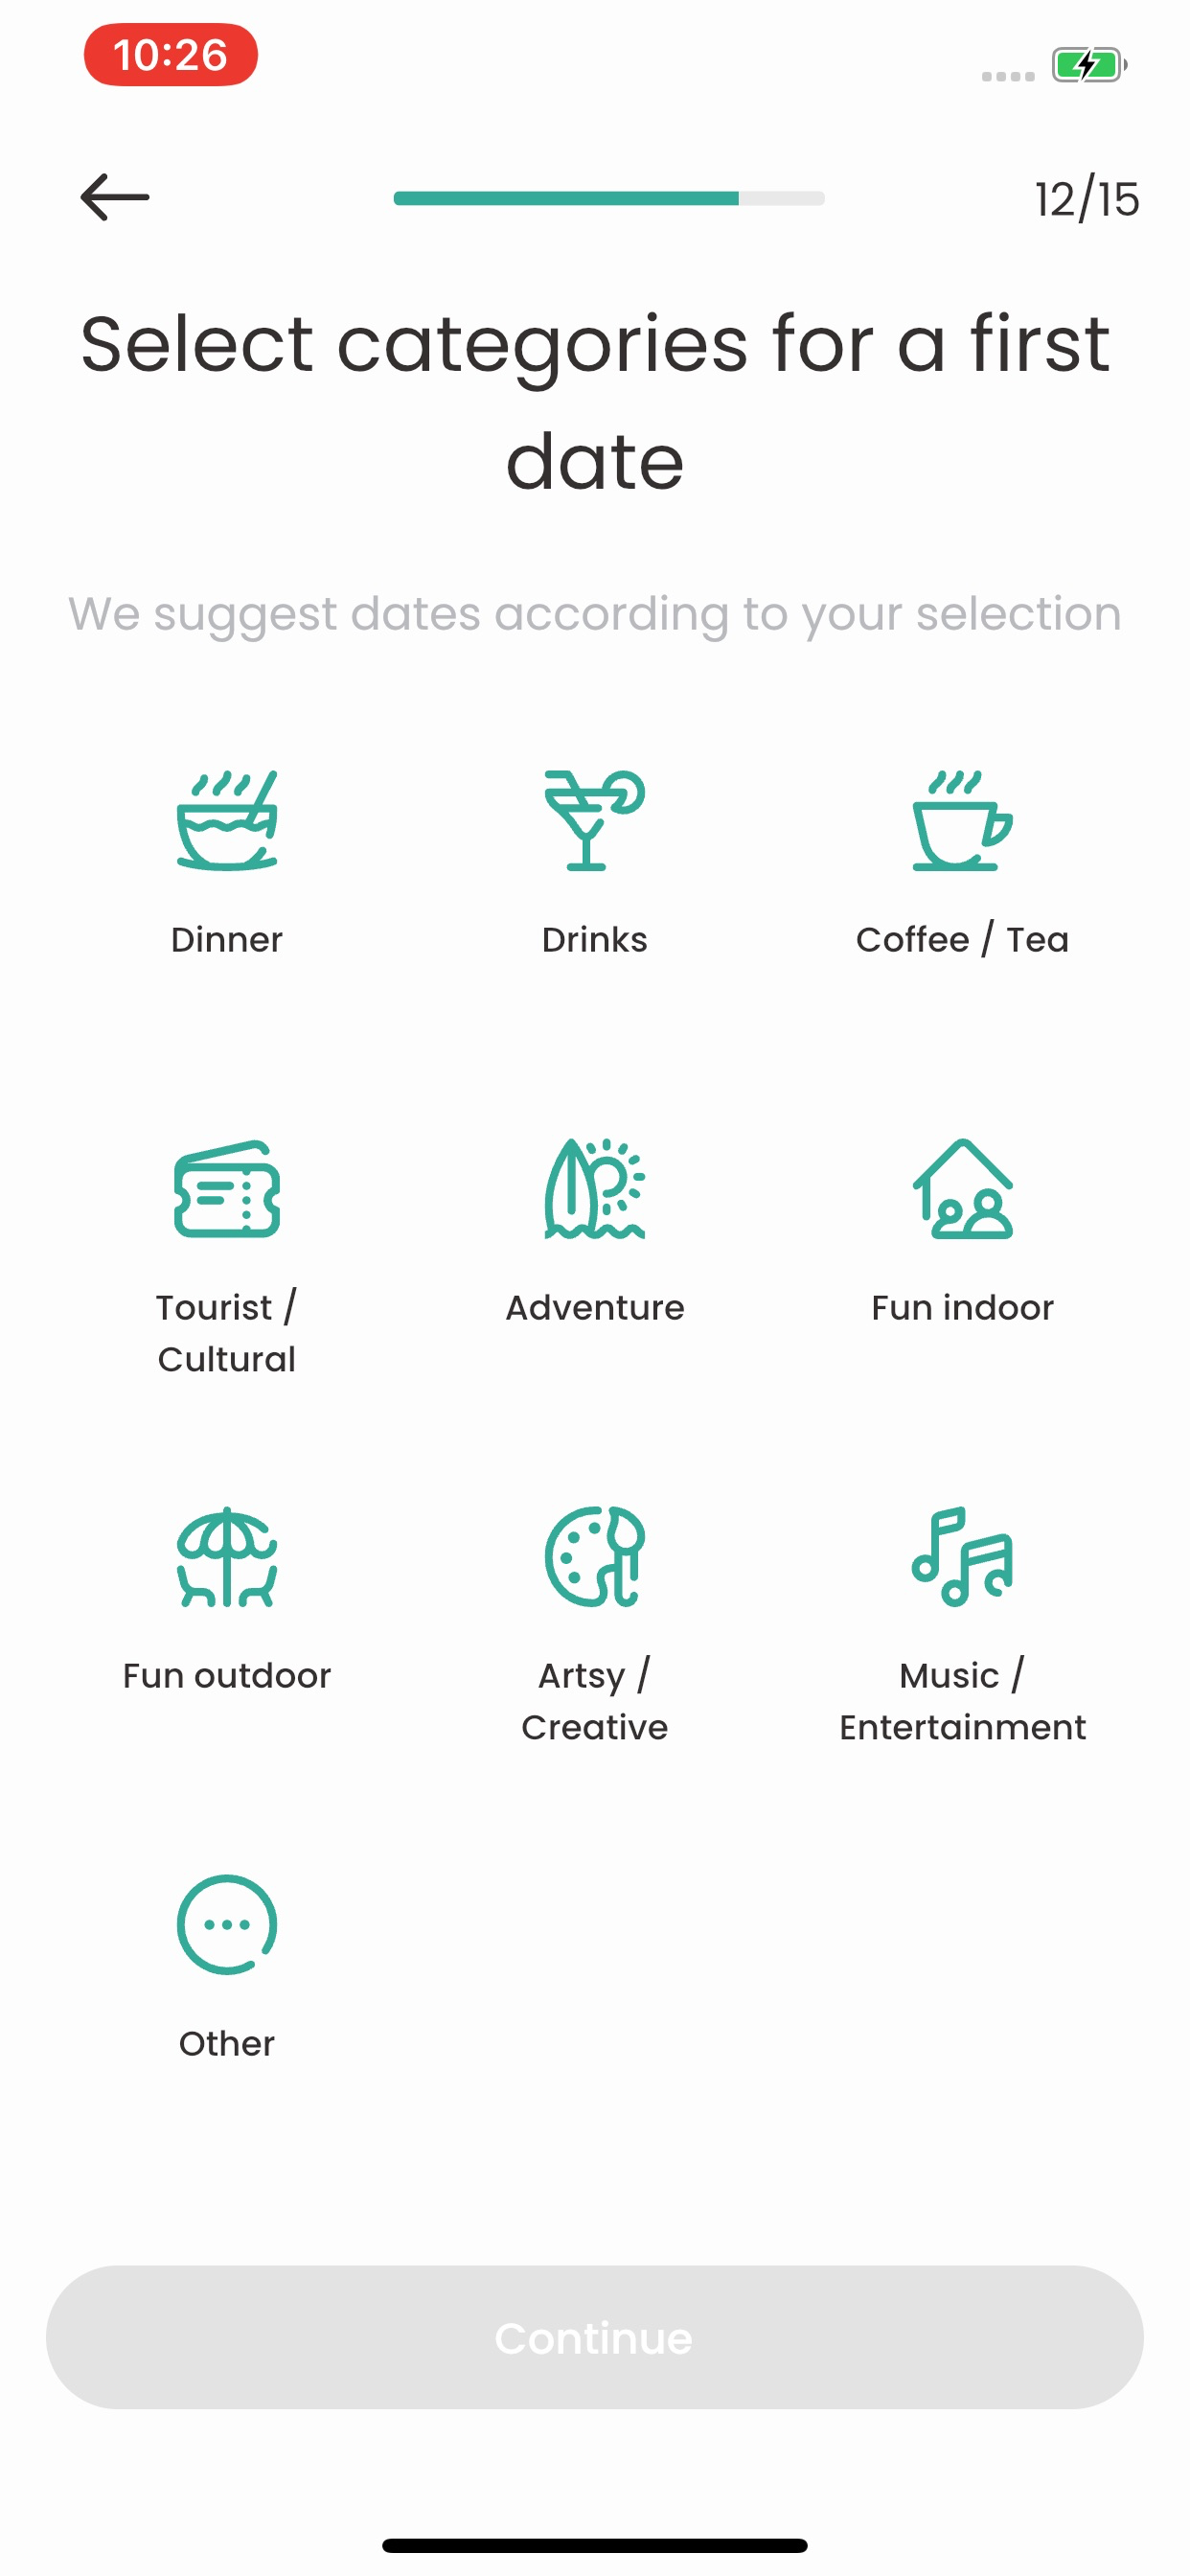 10:26
12/15
Select categories for a first
date
We suggest dates according to your selection
Dinner
Drinks
Coffee / Tea
Tourist /
Cultural
Adventure
Fun indoor
Fun outdoor
Artsy /
Creative
Music /
Entertainment
Other
Continue